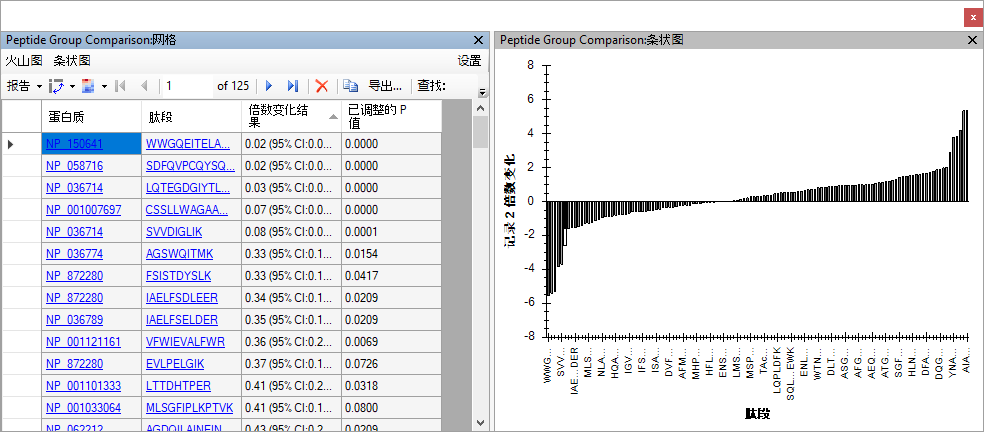 x
Peptide Group Comparison:网格
火山图 条状图 设置
报告 1 of 125 导出... 查找:
蛋白质 肽段 倍数变化结果 已调整的 P 值
NP_150641 WWGQEITELA... 0.02 (95% CI:0.0... 0.0000
NP_058716 SDFQVPCQYSQ... 0.02 (95% CI:0.0... 0.0000
NP_036714 LQTEGDGIYTL... 0.03 (95% CI:0.0... 0.0000
NP_001007697 CSSLLWAGAA... 0.07 (95% CI:0.0... 0.0000
NP_036714 SVVDIGLIK 0.08 (95% CI:0.0... 0.0001
NP_036774 AGSWQITMK 0.33 (95% CI:0.1... 0.0154
NP_872280 FSISTDYSLK 0.33 (95% CI:0.1... 0.0417
NP_872280 IAELFSDLEER 0.34 (95% CI:0.1... 0.0209
NP_036789 IAELFSELDER 0.35 (95% CI:0.1... 0.0209
NP_001121161 VFWIEVALFWR 0.36 (95% CI:0.2... 0.0069
NP_872280 EVLPELGIK 0.37 (95% CI:0.1... 0.0726
NP_001101333 LTTDHTPER 0.41 (95% CI:0.2... 0.0318
NP_001033064 MLSGFIPLKPTVK 0.41 (95% CI:0.1... 0.0800
NP_062212 AGDQILAINEIN 0.43 (95% CI:0.2 0.0209
Peptide Group Comparison:条状图
8
6
4
2
0
-2
-4
-6
-8
记录 2 倍数变化
WWG...
SVV...
IAE...DER
MLS...
NLA...
HQA...
IGV...
IFS...
ISA...
DVF...
AFM...
MHP...
HFL...
ENS...
LMS...
MSP...
TAc...
LQPLDFK
SQL...EWK
ENL...
WTN...
DLT...
ASG...
AFG...
AEQ...
ATG...
SGF...
HLN...
DFA...
DQG...
YNA...
AIA...
肽段